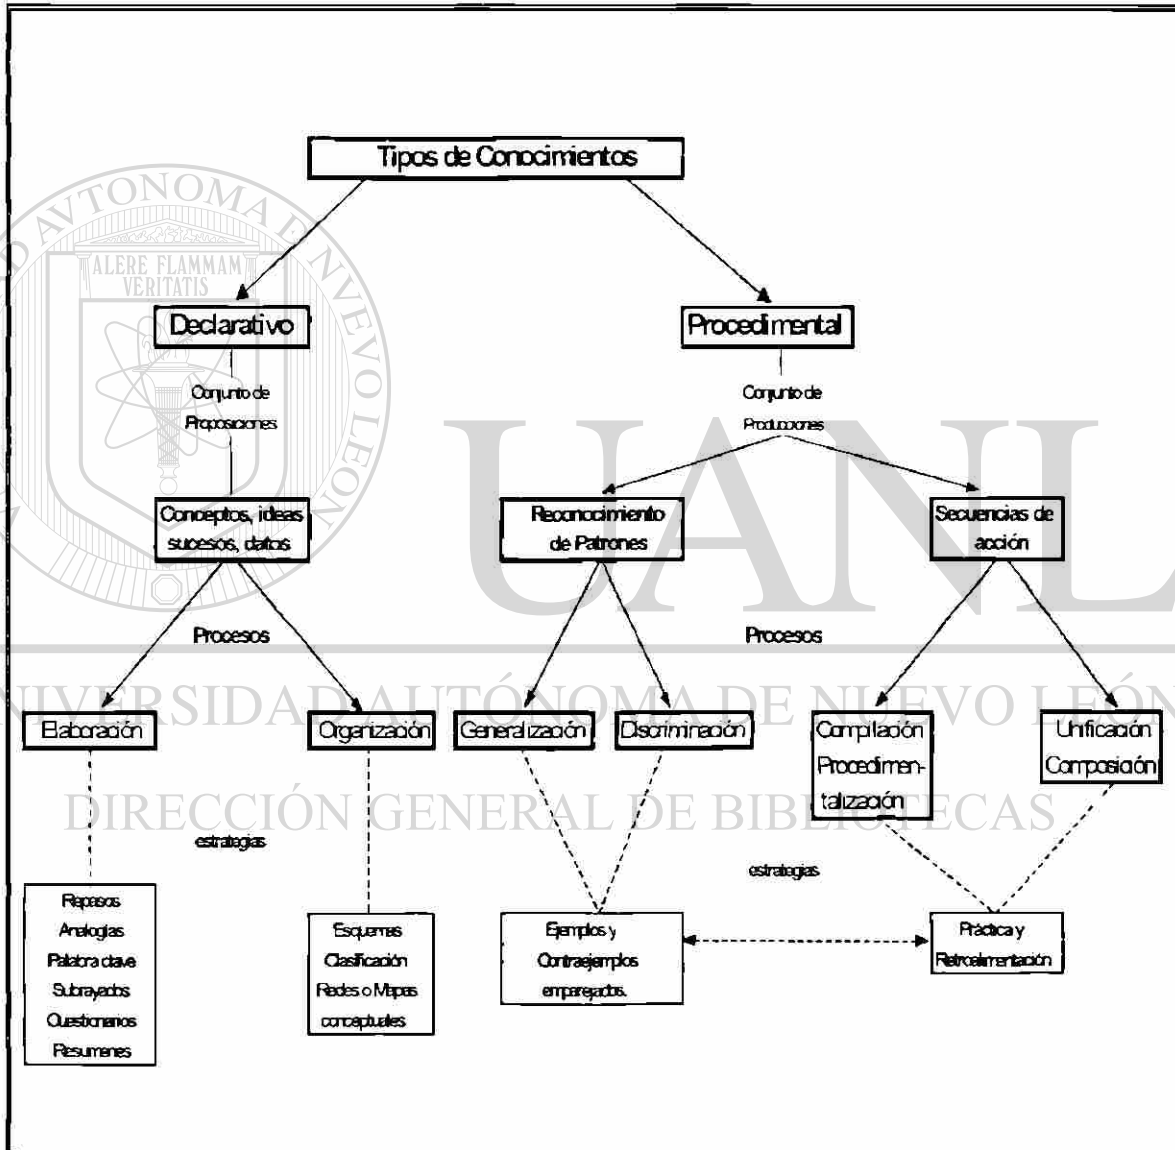 Tipos de Conocimientos
Declarativo
Procedimental
Conjunto de
Proposiciones
Conjunto de
Producciones
Conceptos, ideas
sucesos, datos
Reconocimiento
de Patrones
Secuencias de
acción
Procesos
Procesos
Elaboración
Organización
Generalización
Discriminación
Compilación
Procedimen-
talización
Unificación
Composición
estrategias
estrategias
Repasos
Analogías
Palabra clave
Subrayados
Cuestionarios
Resumenes
Esquemas
Clasificación
Redes o Mapas
conceptuales
Ejemplos y
Contraejemplos
emparejados.
Práctica y
Retroalimentación
ALERE FLAMMAM
VERITATIS
UANL
UNIVERSIDAD AUTÓNOMA DE NUEVO LEÓN
DIRECCIÓN GENERAL DE BIBLIOTECAS